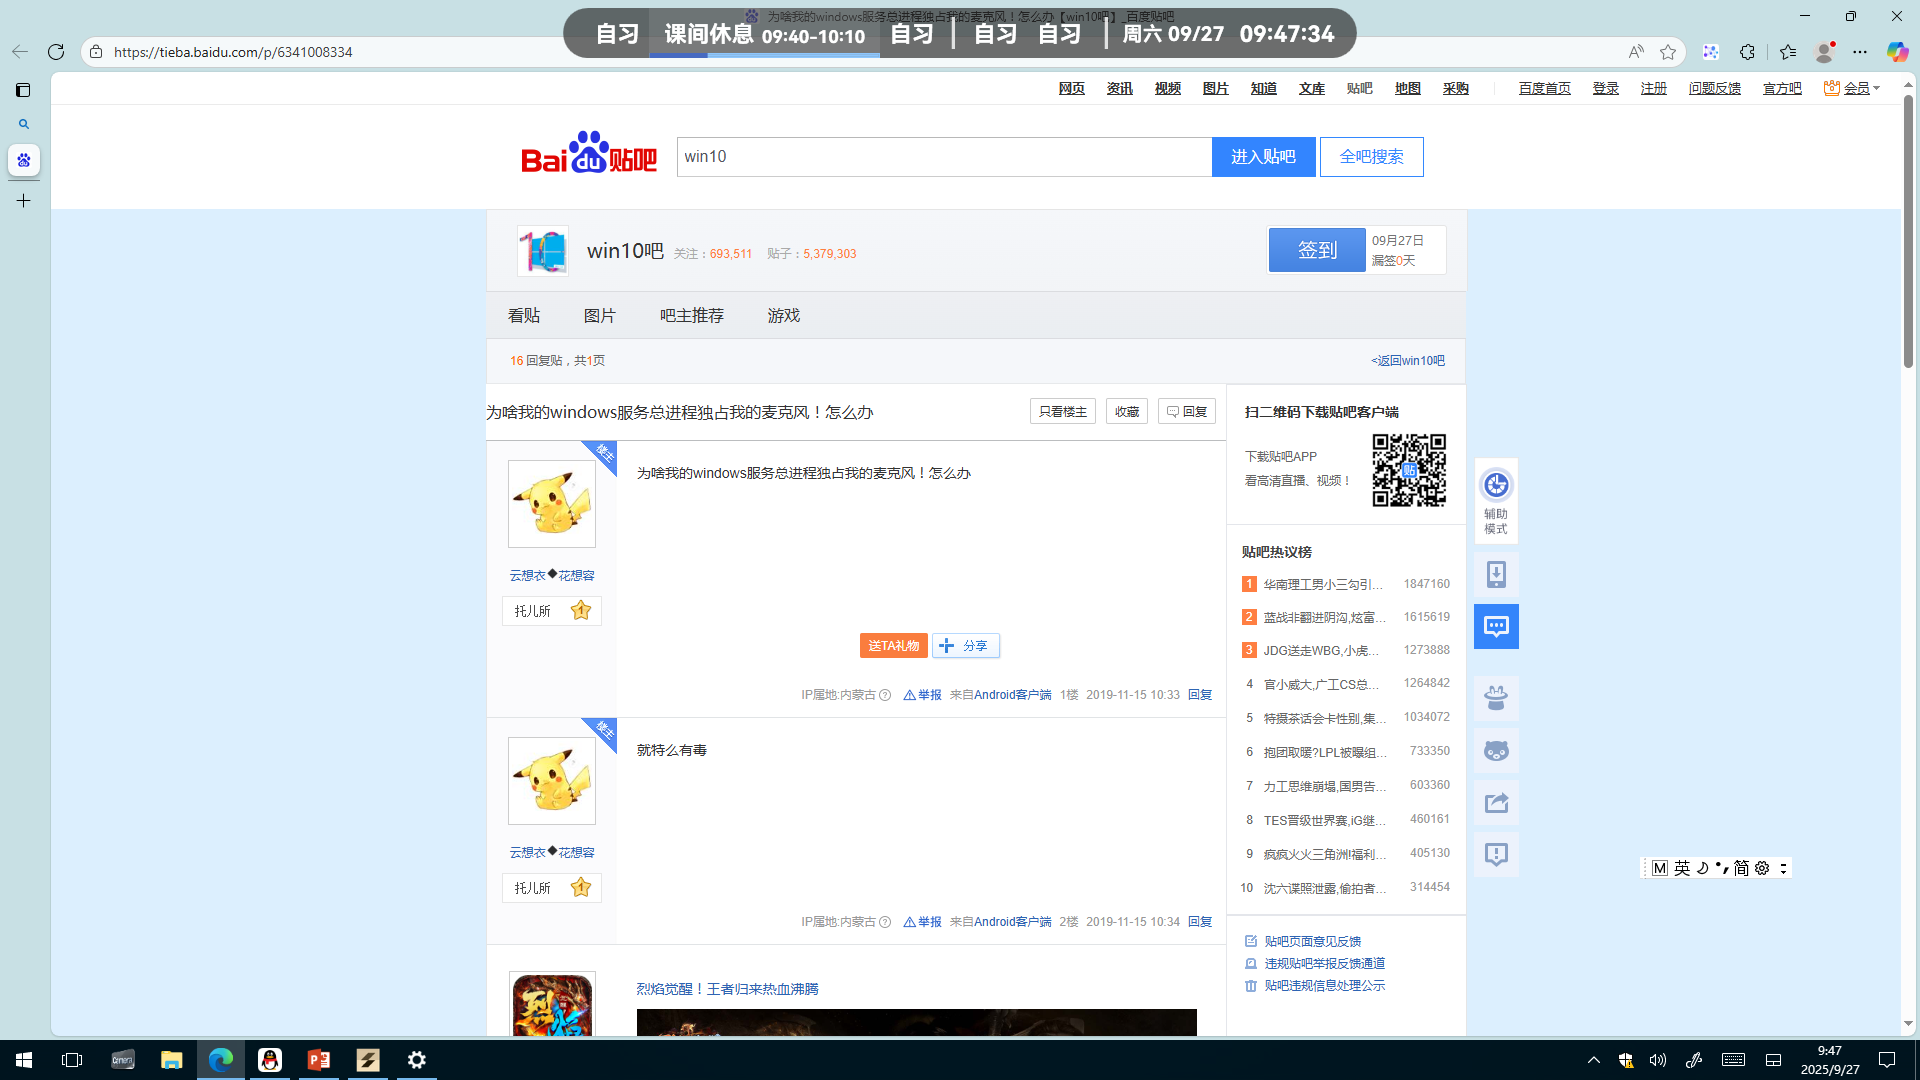 为啥我的windows服务总进程独占我的麦克风！怎么办【win10吧】_百度贴吧
自习 课间休息 09:40-10:10 自习 自习 自习 周六 09/27 09:47:34
https://tieba.baidu.com/p/6341008334
网页 资讯 视频 图片 知道 文库 贴吧 地图 采购 百度首页 登录 注册 问题反馈 官方吧 会员
Bai du 贴吧 win10 进入贴吧 全吧搜索
win10吧 关注：693,511 贴子：5,379,303
签到 09月27日
漏签0天
看贴 图片 吧主推荐 游戏
16 回复贴，共1页 <返回win10吧
为啥我的windows服务总进程独占我的麦克风！怎么办 只看楼主 收藏 回复
楼主
为啥我的windows服务总进程独占我的麦克风！怎么办
云想衣◆花想容
托儿所 1
送TA礼物 分享
IP属地:内蒙古 举报 来自Android客户端 1楼 2019-11-15 10:33 回复
楼主
就特么有毒
云想衣◆花想容
托儿所 1
IP属地:内蒙古 举报 来自Android客户端 2楼 2019-11-15 10:34 回复
烈焰
烈焰觉醒！王者归来热血沸腾
扫二维码下载贴吧客户端
下载贴吧APP
看高清直播、视频！
贴
贴吧热议榜
1 华南理工男小三勾引... 1847160
2 蓝战非翻进阴沟,炫富... 1615619
3 JDG送走WBG,小虎... 1273888
4 官小威大,广工CS总... 1264842
5 特摄茶话会卡性别,集... 1034072
6 抱团取暖?LPL被曝组... 733350
7 力工思维崩塌,国男告... 603360
8 TES晋级世界赛,iG继... 460161
9 疯疯火火三角洲!福利... 405130
10 沈六谍照泄露,偷拍者... 314454
贴吧页面意见反馈
违规贴吧举报反馈通道
贴吧违规信息处理公示
辅助
模式
M 英 简
9:47
2025/9/27